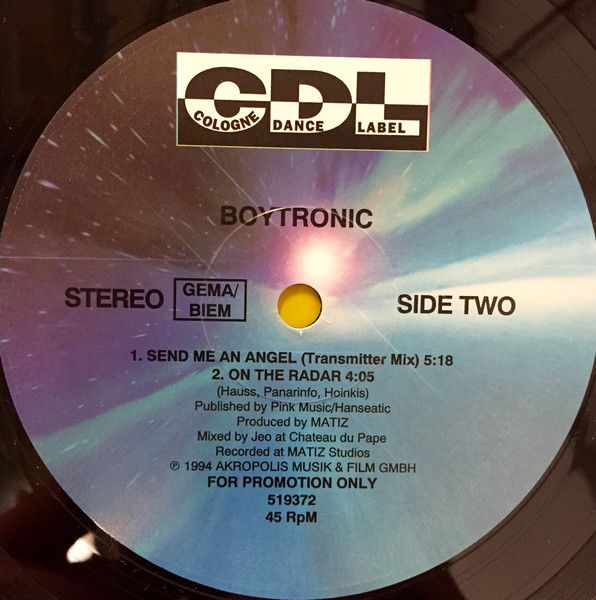 CDL
COLOGNE DANCE LABEL
BOYTRONIC
STEREO GEMA/BIEM SIDE TWO
1. SEND ME AN ANGEL (Transmitter Mix) 5:18
2. ON THE RADAR 4:05
(Hauss, Panarinfo, Hoinkis)
Published by Pink Music/Hanseatic
Produced by MATIZ
Mixed by Jeo at Chateau du Pape
Recorded at MATIZ Studios
℗ 1994 AKROPOLIS MUSIK & FILM GMBH
FOR PROMOTION ONLY
519372
45 RpM